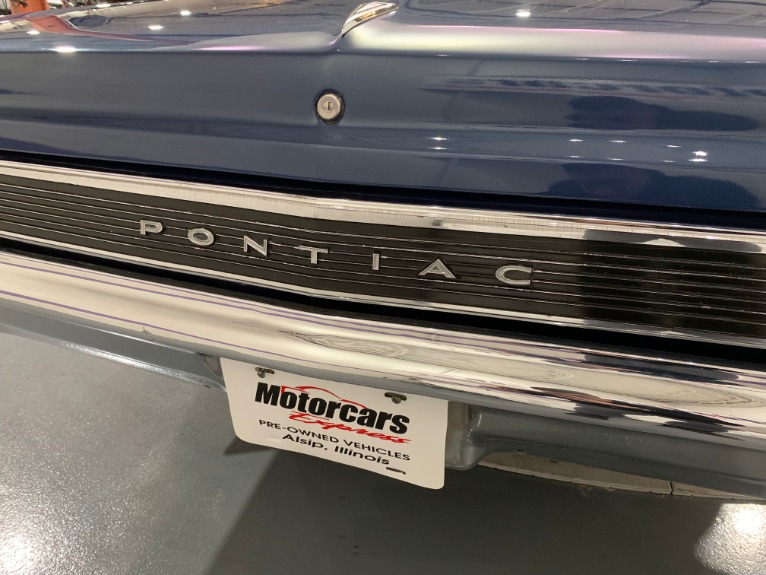 PONTIAC
Motorcars
Express
PRE-OWNED VEHICLES
Alsip, Illinois